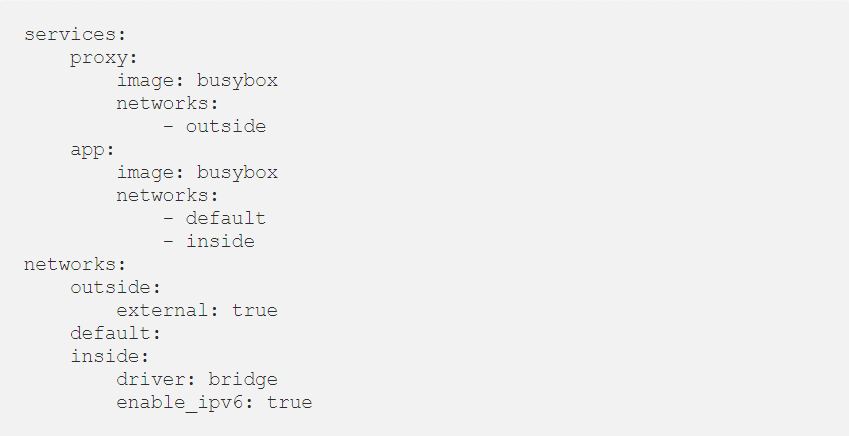 services:
    proxy:
        image: busybox
        networks:
            - outside
    app:
        image: busybox
        networks:
            - default
            - inside
networks:
    outside:
        external: true
    default:
    inside:
        driver: bridge
        enable_ipv6: true